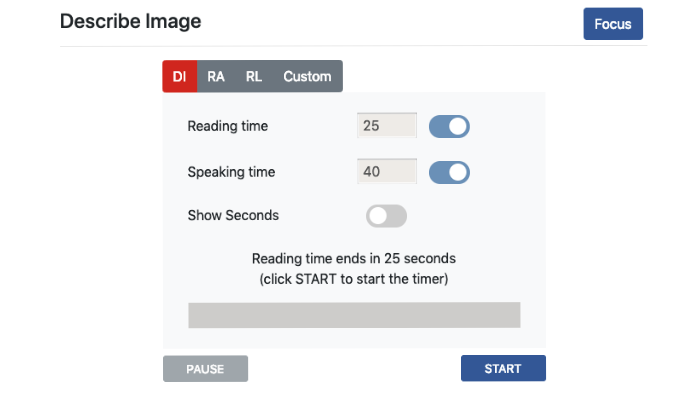 Describe Image
Focus
DI RA RL Custom
Reading time 25
Speaking time 40
Show Seconds
Reading time ends in 25 seconds
(click START to start the timer)
PAUSE START